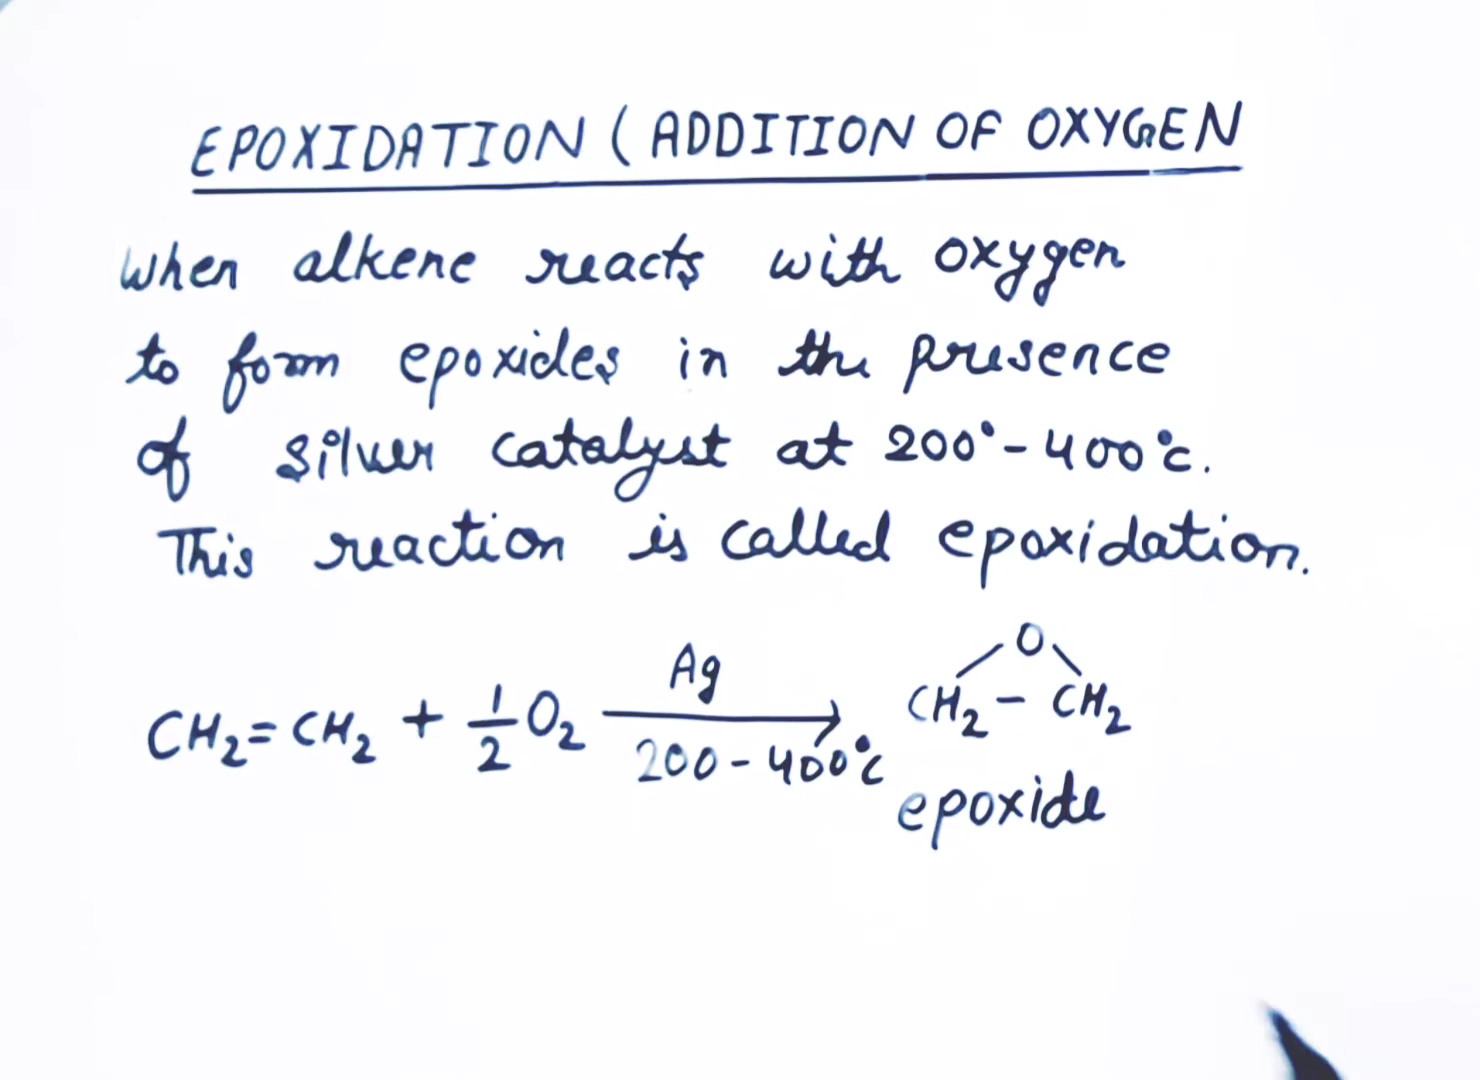 EPOXIDATION ( ADDITION OF OXYGEN
when alkene reacts with oxygen
to form epoxides in the presence
of silver catalyst at 200° - 400°c.
This reaction is called epoxidation.
O
CH₂ - CH₂
Ag
CH₂ = CH₂ + 1/2 O₂ →
200 - 400°c
epoxide